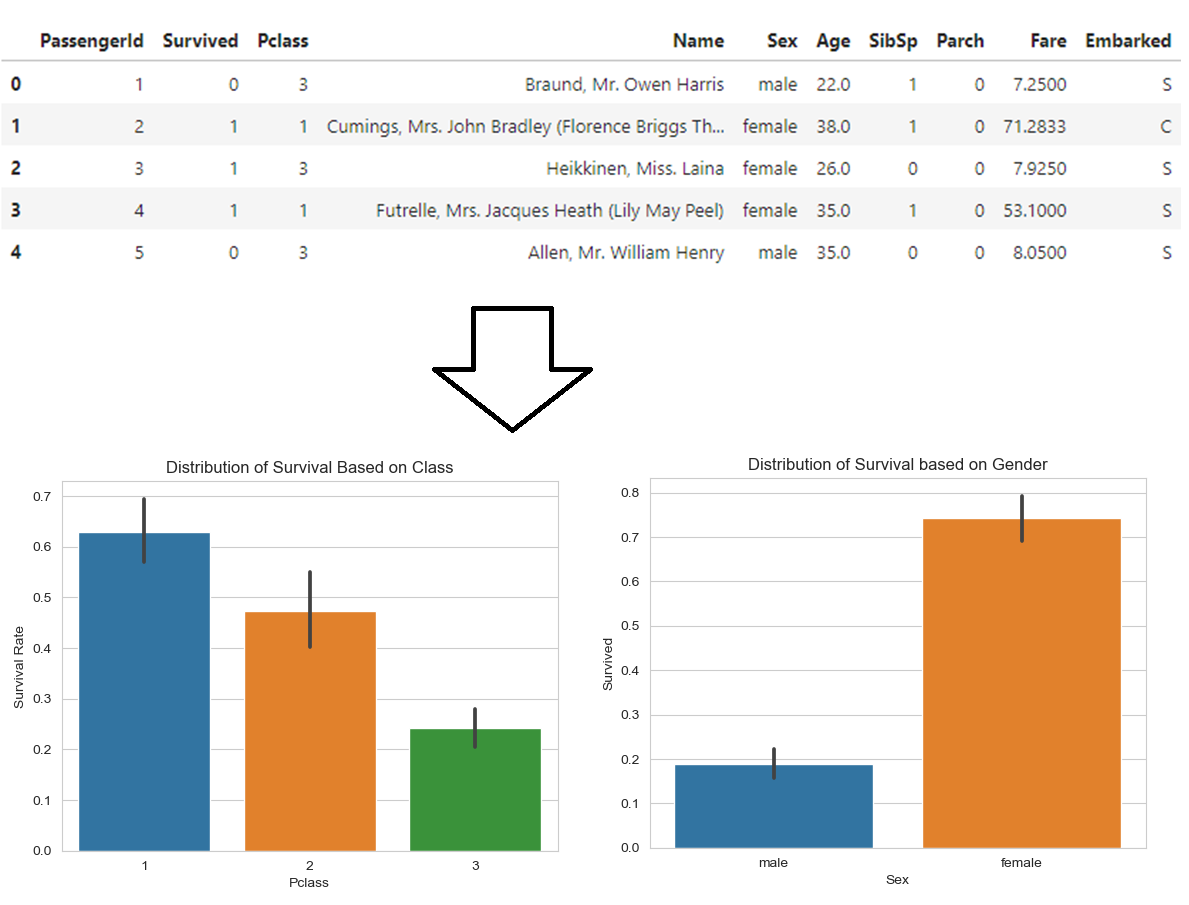 PassengerId Survived Pclass Name Sex Age SibSp Parch Fare Embarked
0 1 0 3 Braund, Mr. Owen Harris male 22.0 1 0 7.2500 S
1 2 1 1 Cumings, Mrs. John Bradley (Florence Briggs Th... female 38.0 1 0 71.2833 C
2 3 1 3 Heikkinen, Miss. Laina female 26.0 0 0 7.9250 S
3 4 1 1 Futrelle, Mrs. Jacques Heath (Lily May Peel) female 35.0 1 0 53.1000 S
4 5 0 3 Allen, Mr. William Henry male 35.0 0 0 8.0500 S
Distribution of Survival Based on Class
0.7
0.6
0.5
0.4
0.3
0.2
0.1
0.0
Survival Rate
1 2 3
Pclass
Distribution of Survival based on Gender
0.8
0.7
0.6
0.5
0.4
0.3
0.2
0.1
0.0
Survived
male female
Sex